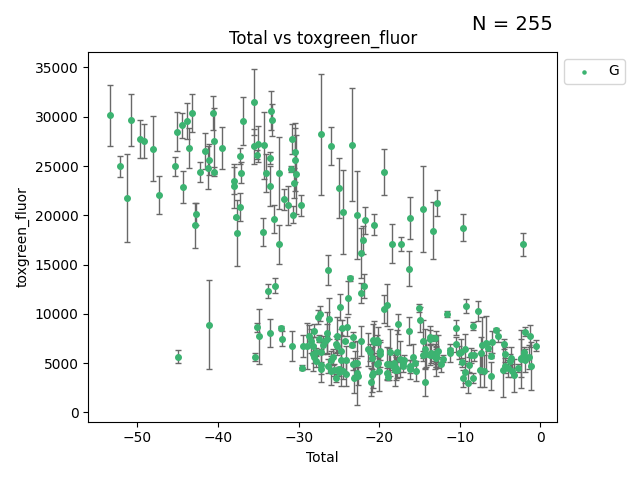 N = 255
Total vs toxgreen_fluor
G
35000
30000
25000
20000
15000
10000
5000
0
toxgreen_fluor
−50 −40 −30 −20 −10 0
Total